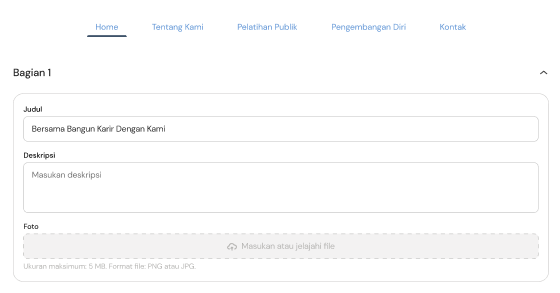 Home Tentang Kami Pelatihan Publik Pengembangan Diri Kontak
Bagian 1
Judul
Bersama Bangun Karir Dengan Kami
Deskripsi
Masukan deskripsi
Foto
Masukan atau jelajahi file
Ukuran maksimum: 5 MB. Format file: PNG atau JPG.